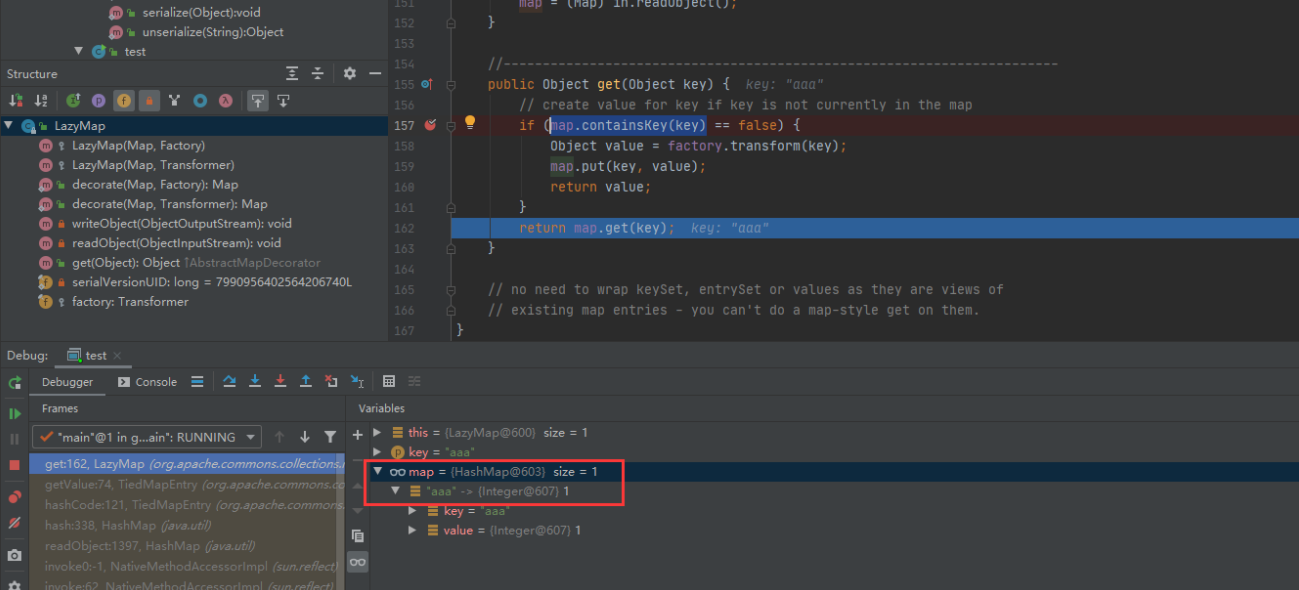 serialize(Object):void
unserialize(String):Object
test
Structure
LazyMap
LazyMap(Map, Factory)
LazyMap(Map, Transformer)
decorate(Map, Factory): Map
decorate(Map, Transformer): Map
writeObject(ObjectOutputStream): void
readObject(ObjectInputStream): void
get(Object): Object ↑AbstractMapDecorator
serialVersionUID: long = 7990956402564206740L
factory: Transformer
151 map = (Map) in.readObject();
152 }
153
154 //------------------------------------------------------------------
155 public Object get(Object key) { key: "aaa"
156 // create value for key if key is not currently in the map
157 if (map.containsKey(key) == false) {
158 Object value = factory.transform(key);
159 map.put(key, value);
160 return value;
161 }
162 return map.get(key); key: "aaa"
163 }
164
165 // no need to wrap keySet, entrySet or values as they are views of
166 // existing map entries - you can't do a map-style get on them.
167 }
Debug: test
Debugger Console
Frames
"main"@1 in g...ain": RUNNING
get:162, LazyMap (org.apache.commons.collections.
getValue:74, TiedMapEntry (org.apache.commons.co
hashCode:121, TiedMapEntry (org.apache.commons.
hash:338, HashMap (java.util)
readObject:1397, HashMap (java.util)
invoke0:-1, NativeMethodAccessorImpl (sun.reflect)
invoke:62, NativeMethodAccessorImpl (sun.reflect)
Variables
this = {LazyMap@600} size = 1
key = "aaa"
map = {HashMap@603} size = 1
"aaa" -> {Integer@607} 1
key = "aaa"
value = {Integer@607} 1